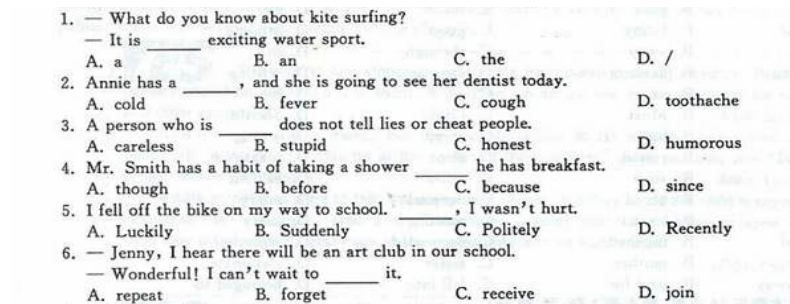 1. — What do you know about kite surfing?
— It is ______ exciting water sport.
A. a B. an C. the D. /
2. Annie has a ______, and she is going to see her dentist today.
A. cold B. fever C. cough D. toothache
3. A person who is ______ does not tell lies or cheat people.
A. careless B. stupid C. honest D. humorous
4. Mr. Smith has a habit of taking a shower ______ he has breakfast.
A. though B. before C. because D. since
5. I fell off the bike on my way to school. ______, I wasn't hurt.
A. Luckily B. Suddenly C. Politely D. Recently
6. — Jenny, I hear there will be an art club in our school.
— Wonderful! I can't wait to ______ it.
A. repeat B. forget C. receive D. join